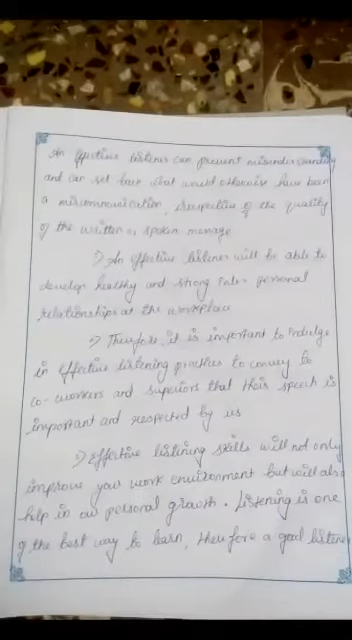 An effective listener can prevent misunderstanding
and can set back what would otherwise have been
a miscommunication, irrespective of the quality
of the written or spoken manage
⇒ An effective listener will be able to
develop healthy and strong inter personal
relationships at the workplace
⇒ Therefore, it is important to indulge
in effective listening practices to convey to
co-workers and superiors that their speech is
important and respected by us
⇒ effective listining skills will not only
improve your work environment but will also
help in our personal growth. Listening is one
of the best way to learn, therefore a good listener